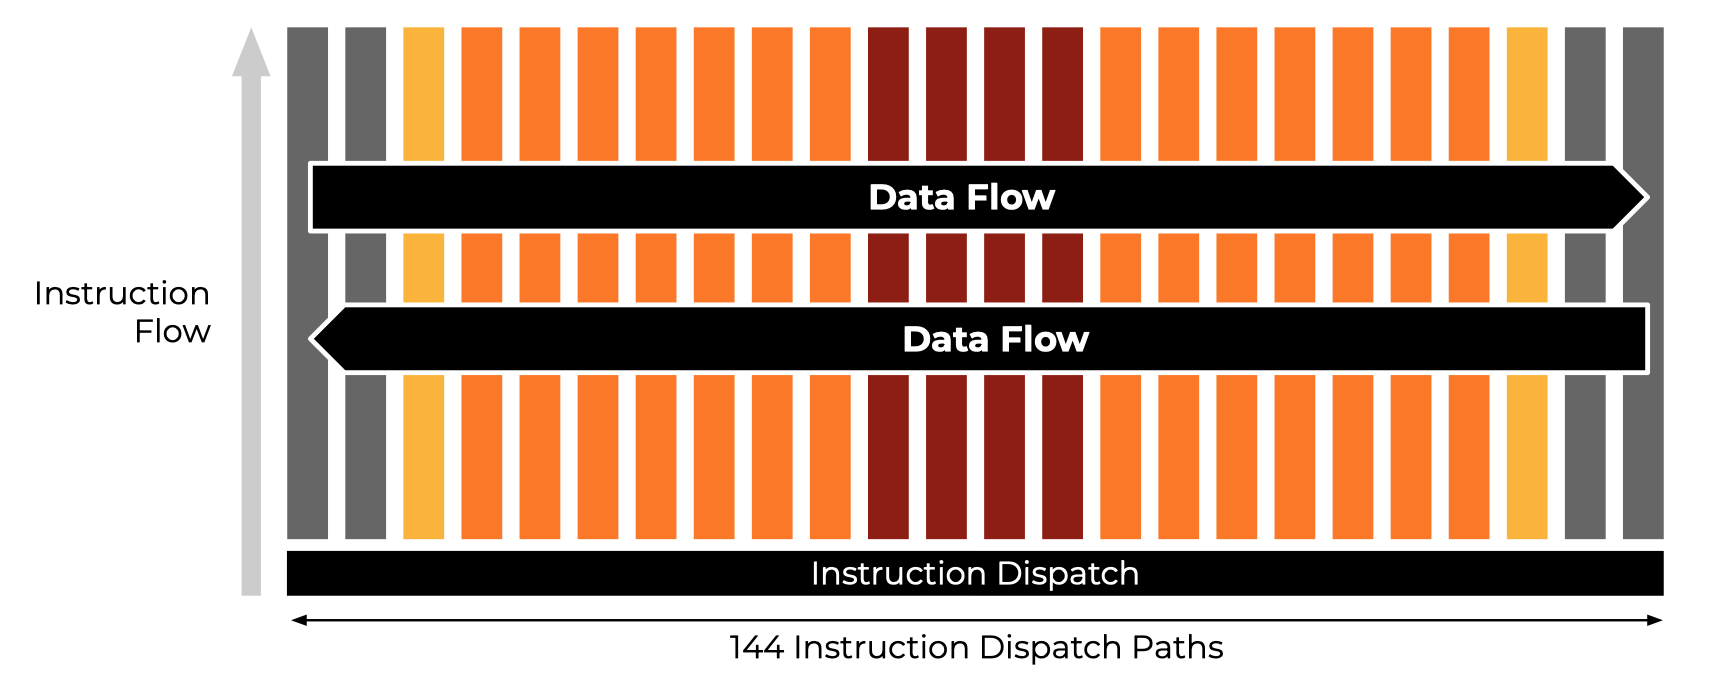 Data Flow
Instruction
Flow
Data Flow
Instruction Dispatch
144 Instruction Dispatch Paths